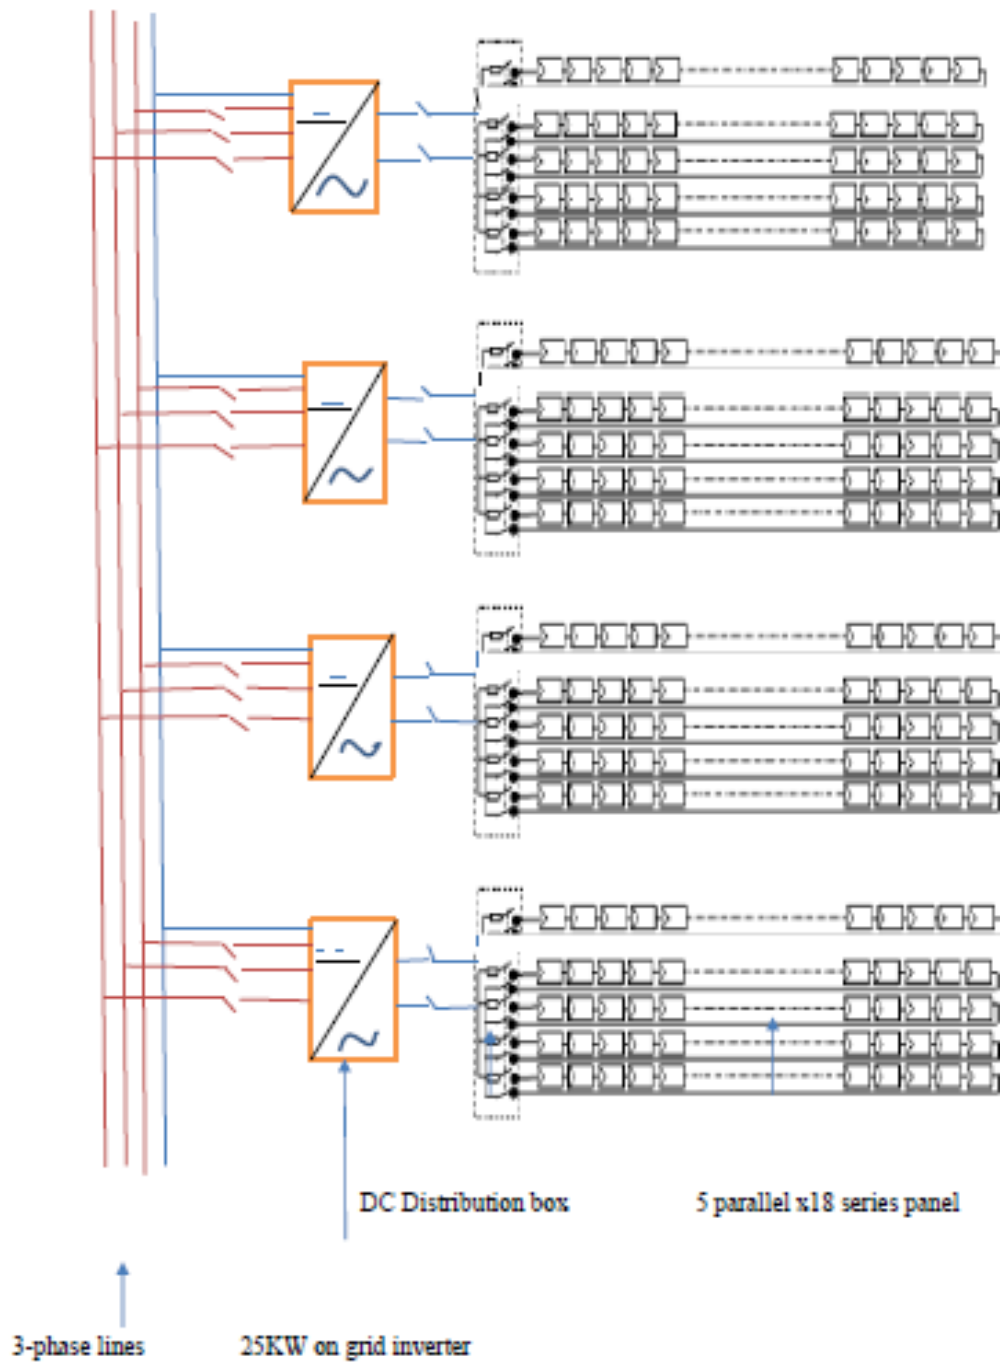 DC Distribution box
5 parallel x18 series panel
3-phase lines
25KW on grid inverter